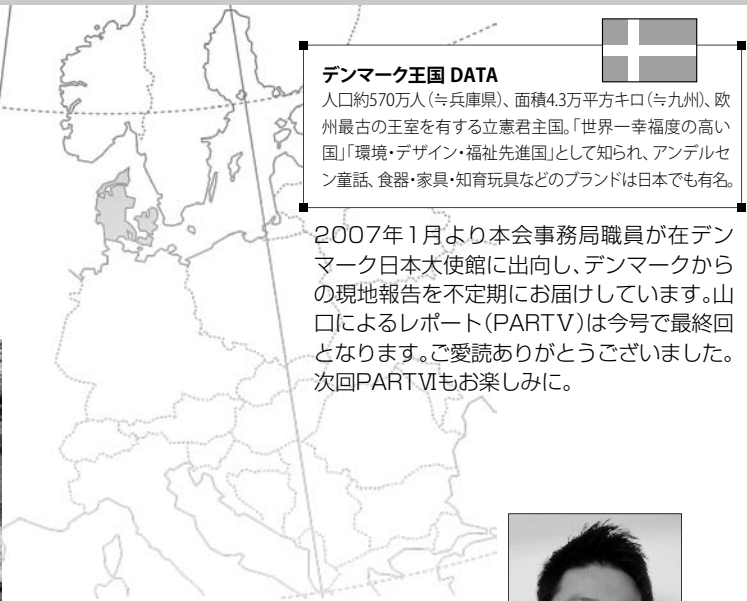 デンマーク王国 DATA
人口約570万人(≒兵庫県)、面積4.3万平方キロ(≒九州)、欧
州最古の王室を有する立憲君主国。「世界一幸福度の高い
国」「環境・デザイン・福祉先進国」として知られ、アンデルセ
ン童話、食器・家具・知育玩具などのブランドは日本でも有名。
2007年1月より本会事務局職員が在デン
マーク日本大使館に出向し、デンマークから
の現地報告を不定期にお届けしています。山
口によるレポート(PARTⅤ)は今号で最終回
となります。ご愛読ありがとうございました。
次回PARTⅥもお楽しみに。